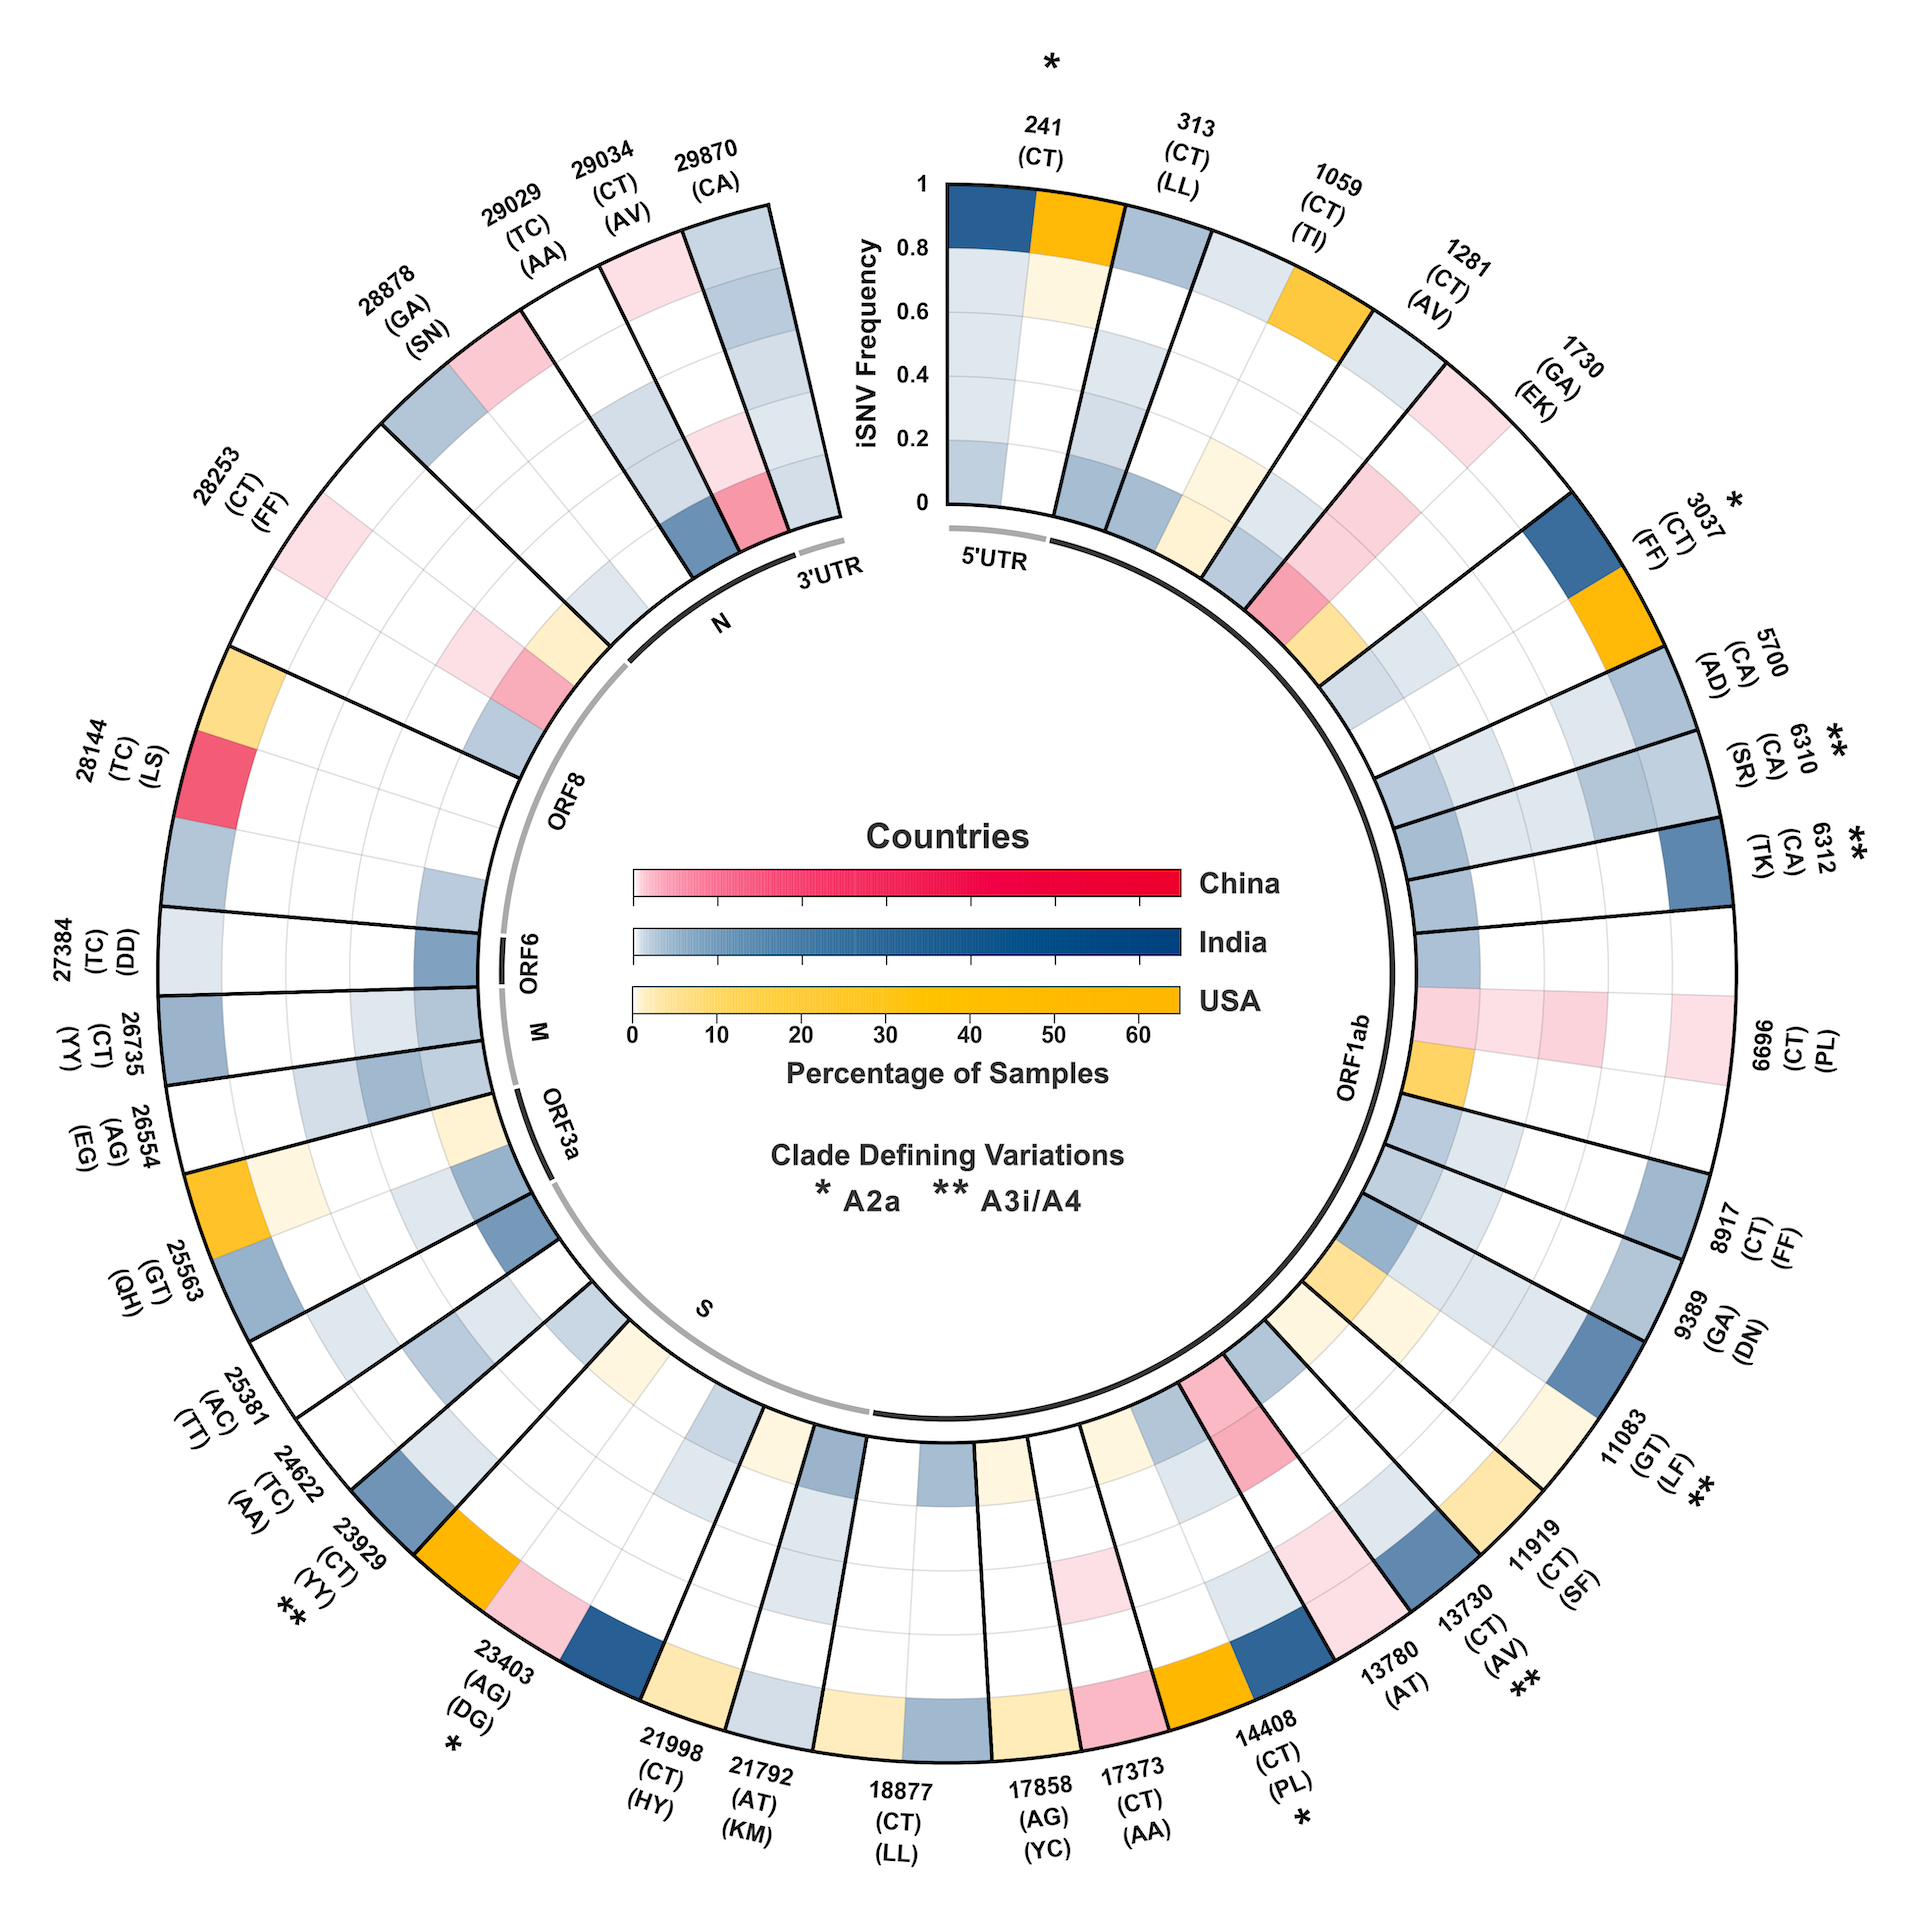 *
241
(CT)
313
(CT)
(LL)
1059
(CT)
(TI)
1281
(CT)
(AV)
1730
(GA)
(EK)
*
3037
(CT)
(FF)
5700
(CA)
(AD)
**
6310
(CA)
(SR)
**
6312
(CA)
(TK)
6696
(CT)
(PL)
8917
(CT)
(FF)
9389
(GA)
(DN)
11083
(GT)
(LF)
**
11919
(CT)
(SF)
13730
(CT)
(AV)
**
13780
(AT)
14408
(CT)
(PL)
*
17373
(CT)
(AA)
17858
(AG)
(YC)
18877
(CT)
(LL)
21792
(AT)
(KM)
21998
(CT)
(HY)
23403
(AG)
(DG)
*
23929
(CT)
(YY)
**
24622
(TC)
(AA)
25381
(AC)
(TT)
25563
(GT)
(QH)
26554
(AG)
(EG)
26735
(CT)
(YY)
27384
(TC)
(DD)
28144
(TC)
(LS)
28253
(CT)
(FF)
28878
(GA)
(SN)
29029
(TC)
(AA)
29034
(CT)
(AV)
29870
(CA)
iSNV Frequency
1
0.8
0.6
0.4
0.2
0
5'UTR
ORF1ab
S
ORF3a
M
ORF6
ORF8
N
3'UTR
Countries
China
India
USA
0 10 20 30 40 50 60
Percentage of Samples
Clade Defining Variations
* A2a ** A3i/A4